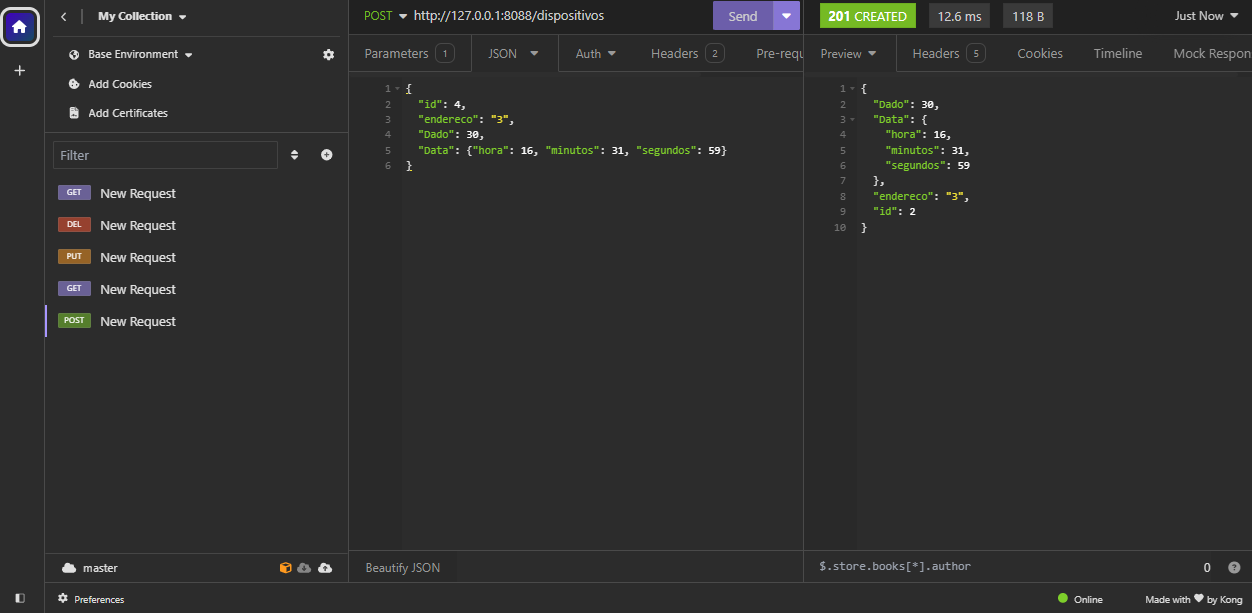 My Collection
Base Environment
Add Cookies
Add Certificates
Filter
GET New Request
DEL New Request
PUT New Request
GET New Request
POST New Request
master
Preferences
POST http://127.0.0.1:8088/dispositivos Send
Parameters 1 JSON Auth Headers 2 Pre-requ
1 {
2 "id": 4,
3 "endereco": "3",
4 "Dado": 30,
5 "Data": {"hora": 16, "minutos": 31, "segundos": 59}
6 }
Beautify JSON
201 CREATED 12.6 ms 118 B Just Now
Preview Headers 5 Cookies Timeline Mock Respon
1 {
2 "Dado": 30,
3 "Data": {
4 "hora": 16,
5 "minutos": 31,
6 "segundos": 59
7 },
8 "endereco": "3",
9 "id": 2
10 }
$.store.books[*].author 0 ?
Online Made with ❤ by Kong